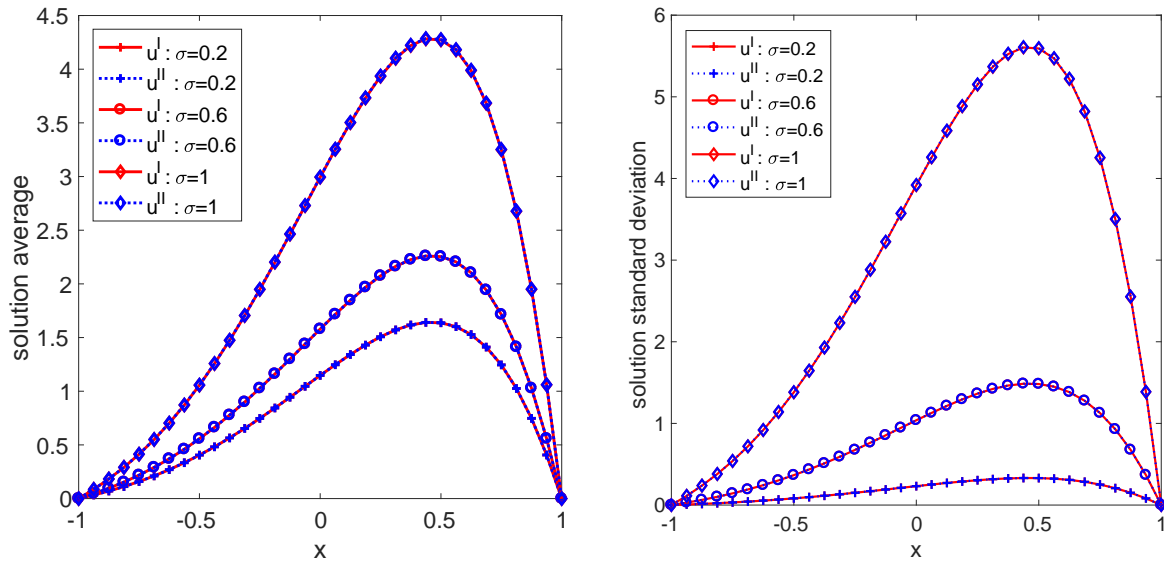 4.5
4
3.5
3
2.5
2
1.5
1
0.5
0
-1
-0.5
0
0.5
1
x
solution average
u^I : σ=0.2
u^II : σ=0.2
u^I : σ=0.6
u^II : σ=0.6
u^I : σ=1
u^II : σ=1
6
5
4
3
2
1
0
-1
-0.5
0
0.5
1
x
solution standard deviation
u^I : σ=0.2
u^II : σ=0.2
u^I : σ=0.6
u^II : σ=0.6
u^I : σ=1
u^II : σ=1